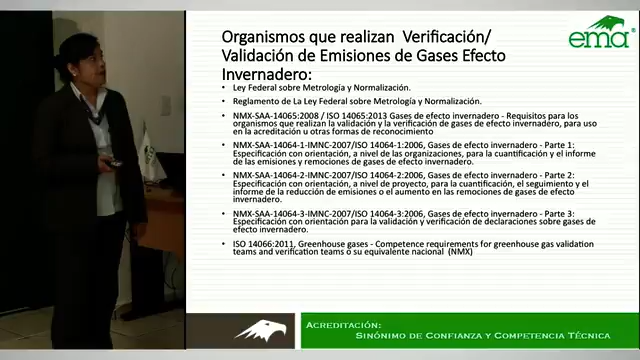 Organismos que realizan Verificación/
Validación de Emisiones de Gases Efecto
Invernadero:
ema
• Ley Federal sobre Metrología y Normalización.
• Reglamento de La Ley Federal sobre Metrología y Normalización.
• NMX-SAA-14065:2008 / ISO 14065:2013 Gases de efecto invernadero - Requisitos para los
organismos que realizan la validación y la verificación de gases de efecto invernadero, para uso
en la acreditación u otras formas de reconocimiento
• NMX-SAA-14064-1-IMNC-2007/ISO 14064-1:2006, Gases de efecto invernadero - Parte 1:
Especificación con orientación, a nivel de las organizaciones, para la cuantificación y el informe
de las emisiones y remociones de gases de efecto invernadero.
• NMX-SAA-14064-2-IMNC-2007/ISO 14064-2:2006, Gases de efecto invernadero - Parte 2:
Especificación con orientación, a nivel de proyecto, para la cuantificación, el seguimiento y el
informe de la reducción de emisiones o el aumento en las remociones de gases de efecto
invernadero.
• NMX-SAA-14064-3-IMNC-2007/ISO 14064-3:2006, Gases de efecto invernadero - Parte 3:
Especificación con orientación para la validación y verificación de declaraciones sobre gases de
efecto invernadero.
• ISO 14066:2011, Greenhouse gases - Competence requirements for greenhouse gas validation
teams and verification teams o su equivalente nacional (NMX)
Acreditación:
Sinónimo de Confianza y Competencia Técnica